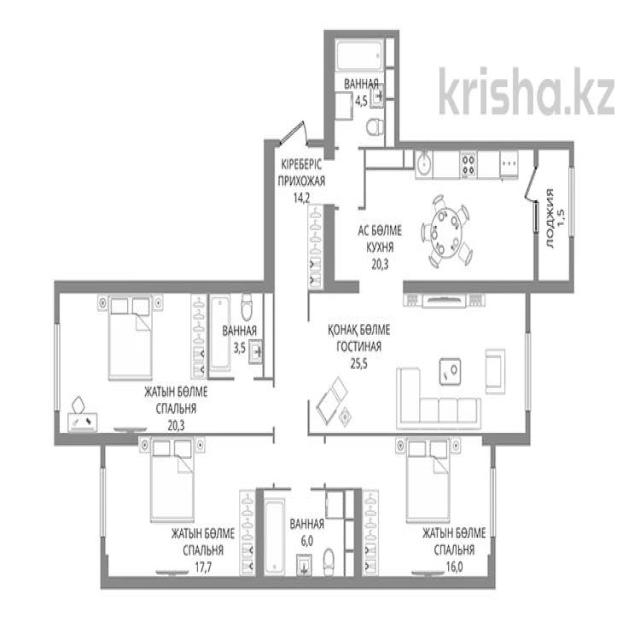 krisha.kz
ВАННАЯ
4,5
КІРЕБЕРІС
ПРИХОЖАЯ
14,2
АС БӨЛМЕ
КУХНЯ
20,3
ЛОДЖИЯ
1,5
ВАННАЯ
3,5
ҚОНАҚ БӨЛМЕ
ГОСТИНАЯ
25,5
ЖАТЫН БӨЛМЕ
СПАЛЬНЯ
20,3
ЖАТЫН БӨЛМЕ
СПАЛЬНЯ
17,7
ВАННАЯ
6,0
ЖАТЫН БӨЛМЕ
СПАЛЬНЯ
16,0